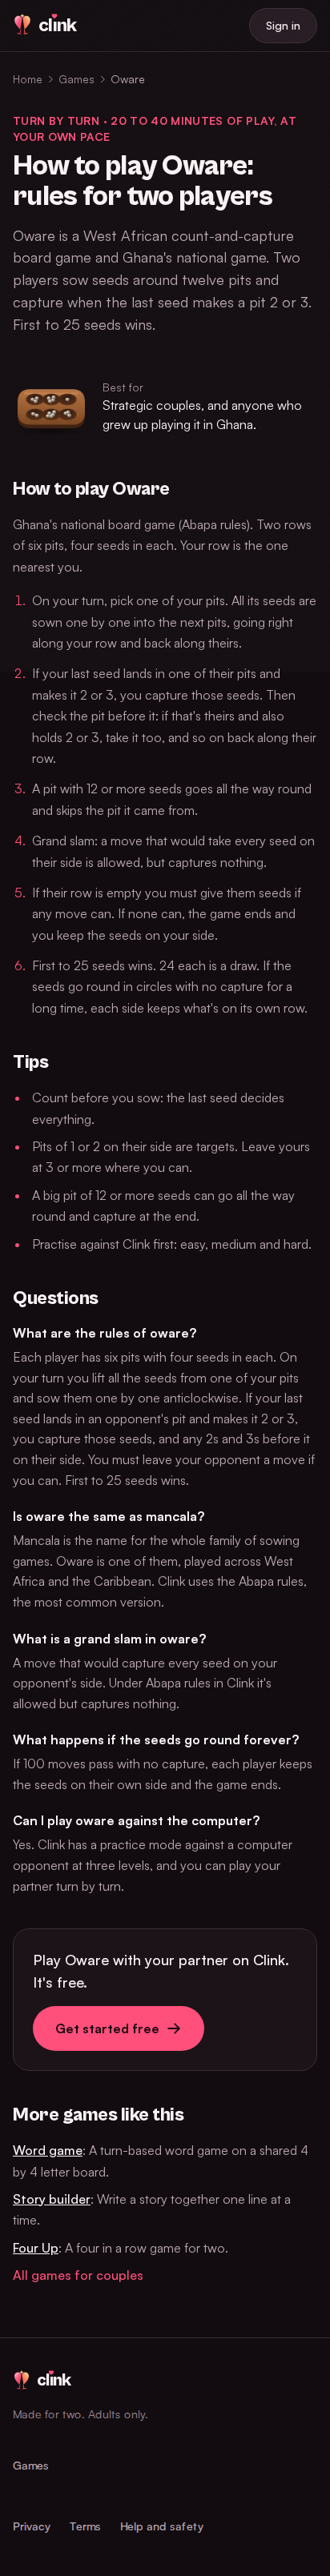 clink
Sign in
Home > Games > Oware
TURN BY TURN · 20 TO 40 MINUTES OF PLAY, AT
YOUR OWN PACE
How to play Oware:
rules for two players
Oware is a West African count-and-capture
board game and Ghana's national game. Two
players sow seeds around twelve pits and
capture when the last seed makes a pit 2 or 3.
First to 25 seeds wins.
Best for
Strategic couples, and anyone who
grew up playing it in Ghana.
How to play Oware
Ghana's national board game (Abapa rules). Two rows
of six pits, four seeds in each. Your row is the one
nearest you.
1. On your turn, pick one of your pits. All its seeds are
sown one by one into the next pits, going right
along your row and back along theirs.
2. If your last seed lands in one of their pits and
makes it 2 or 3, you capture those seeds. Then
check the pit before it: if that's theirs and also
holds 2 or 3, take it too, and so on back along their
row.
3. A pit with 12 or more seeds goes all the way round
and skips the pit it came from.
4. Grand slam: a move that would take every seed on
their side is allowed, but captures nothing.
5. If their row is empty you must give them seeds if
any move can. If none can, the game ends and
you keep the seeds on your side.
6. First to 25 seeds wins. 24 each is a draw. If the
seeds go round in circles with no capture for a
long time, each side keeps what's on its own row.
Tips
• Count before you sow: the last seed decides
everything.
• Pits of 1 or 2 on their side are targets. Leave yours
at 3 or more where you can.
• A big pit of 12 or more seeds can go all the way
round and capture at the end.
• Practise against Clink first: easy, medium and hard.
Questions
What are the rules of oware?
Each player has six pits with four seeds in each. On
your turn you lift all the seeds from one of your pits
and sow them one by one anticlockwise. If your last
seed lands in an opponent's pit and makes it 2 or 3,
you capture those seeds, and any 2s and 3s before it
on their side. You must leave your opponent a move if
you can. First to 25 seeds wins.
Is oware the same as mancala?
Mancala is the name for the whole family of sowing
games. Oware is one of them, played across West
Africa and the Caribbean. Clink uses the Abapa rules,
the most common version.
What is a grand slam in oware?
A move that would capture every seed on your
opponent's side. Under Abapa rules in Clink it's
allowed but captures nothing.
What happens if the seeds go round forever?
If 100 moves pass with no capture, each player keeps
the seeds on their own side and the game ends.
Can I play oware against the computer?
Yes. Clink has a practice mode against a computer
opponent at three levels, and you can play your
partner turn by turn.
Play Oware with your partner on Clink.
It's free.
Get started free →
More games like this
Word game: A turn-based word game on a shared 4
by 4 letter board.
Story builder: Write a story together one line at a
time.
Four Up: A four in a row game for two.
All games for couples
clink
Made for two. Adults only.
Games
Privacy Terms Help and safety